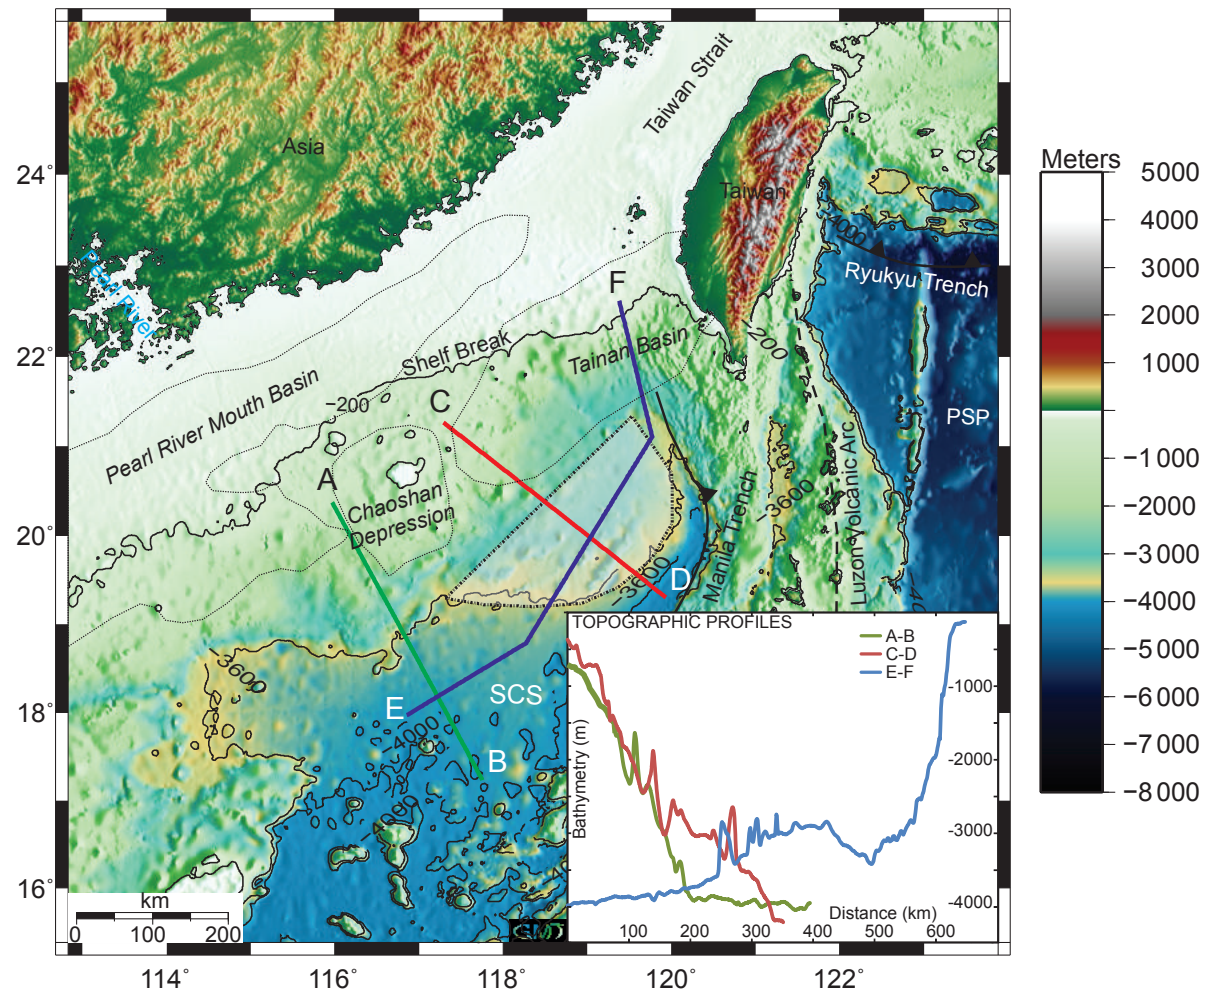 Taiwan Strait
Asia
Meters
5000
4000
3000
2000
1000
−1000
−2000
−3000
−4000
−5000
−6000
−7000
−8000
24°
22°
20°
18°
16°
Taiwan
Pearl River
−4000
Ryukyu Trench
F
Shelf Break
Tainan Basin
−200
Pearl River Mouth Basin
−200
C
PSP
A
Chaoshan
Depression
Manila Trench
−3600
Luzon Volcanic Arc
−3600
D
−3600
SCS
E
−4000
B
−4000
TOPOGRAPHIC PROFILES
A-B
C-D
E-F
Bathymetry (m)
-1000
-2000
-3000
-4000
Distance (km)
100
200
300
400
500
600
km
0
100
200
114°
116°
118°
120°
122°